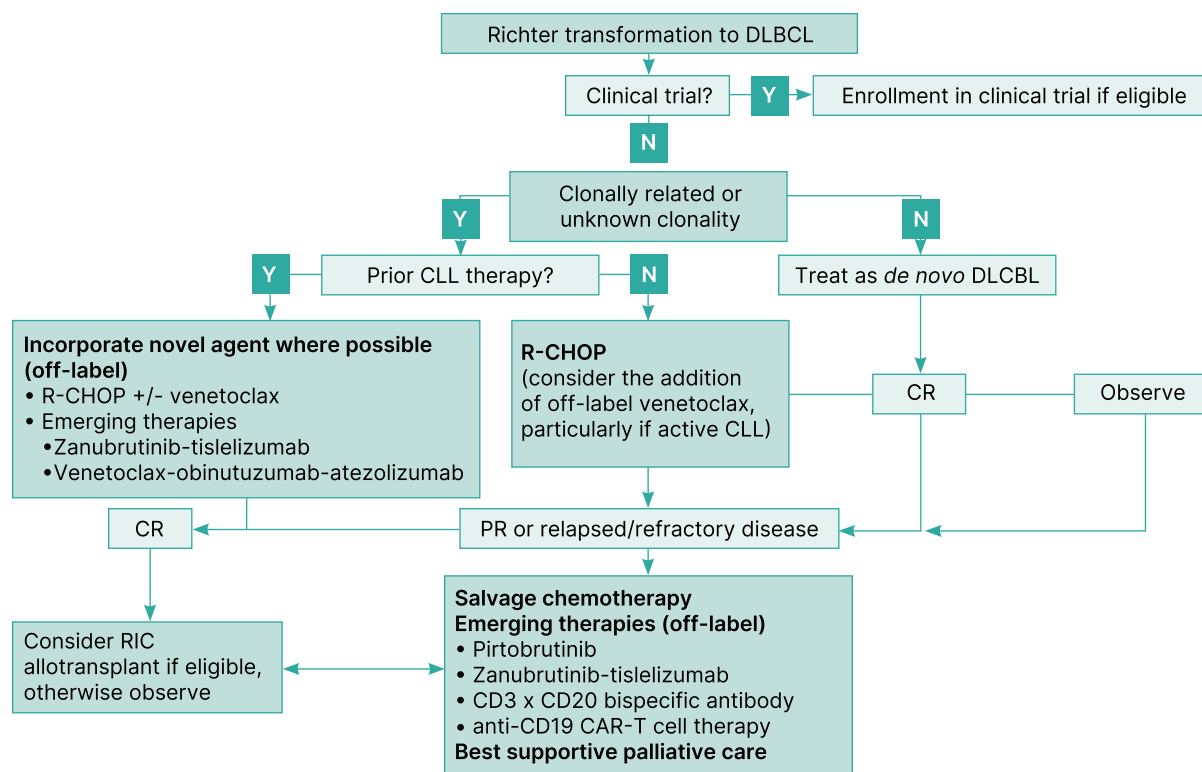 Richter transformation to DLBCL
Clinical trial?
Y
Enrollment in clinical trial if eligible
N
Clonally related or
unknown clonality
Y
N
Y
Prior CLL therapy?
N
Treat as de novo DLCBL
Incorporate novel agent where possible
(off-label)
• R-CHOP +/- venetoclax
• Emerging therapies
•Zanubrutinib-tislelizumab
•Venetoclax-obinutuzumab-atezolizumab
R-CHOP
(consider the addition
of off-label venetoclax,
particularly if active CLL)
CR
Observe
CR
PR or relapsed/refractory disease
Consider RIC
allotransplant if eligible,
otherwise observe
Salvage chemotherapy
Emerging therapies (off-label)
• Pirtobrutinib
• Zanubrutinib-tislelizumab
• CD3 x CD20 bispecific antibody
• anti-CD19 CAR-T cell therapy
Best supportive palliative care